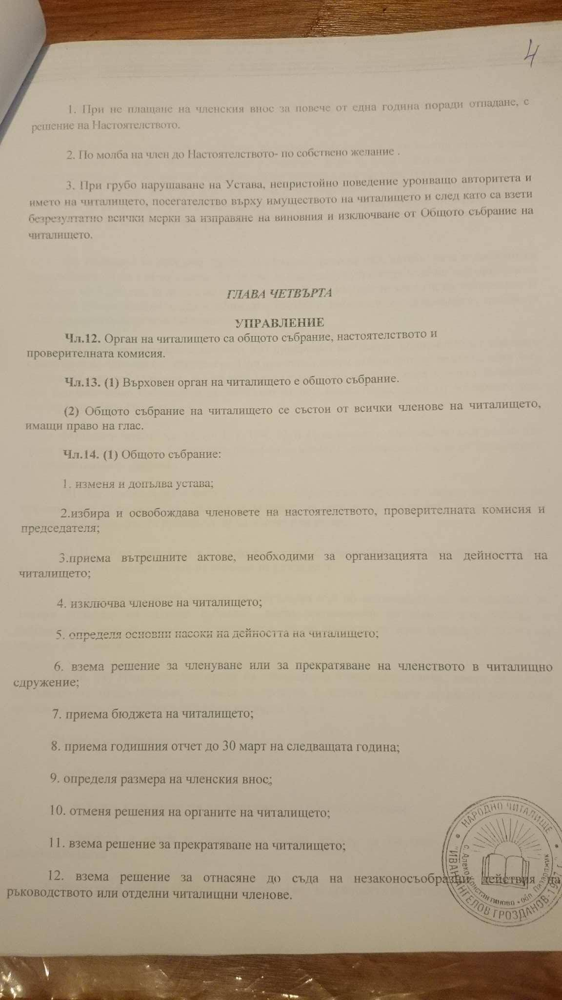 4
1. При не плащане на членския внос за повече от една година поради отпадане, с
решение на Настоятелството.
2. По молба на член до Настоятелството- по собствено желание .
3. При грубо нарушаване на Устава, непристойно поведение уронващо авторитета и
името на читалището, посегателство върху имуществото на читалището и след като са взети
безрезултатно всички мерки за изправяне на виновния и изключване от Общото събрание на
читалището.
ГЛАВА ЧЕТВЪРТА
УПРАВЛЕНИЕ
Чл.12. Орган на читалището са общото събрание, настоятелството и
проверителната комисия.
Чл.13. (1) Върховен орган на читалището е общото събрание.
(2) Общото събрание на читалището се състои от всички членове на читалището,
имащи право на глас.
Чл.14. (1) Общото събрание:
1. изменя и допълва устава;
2.избира и освобождава членовете на настоятелството, проверителната комисия и
председателя;
3.приема вътрешните актове, необходими за организацията на дейността на
читалището;
4. изключва членове на читалището;
5. определя основни насоки на дейността на читалището;
6. взема решение за членуване или за прекратяване на членството в читалищно
сдружение;
7. приема бюджета на читалището;
8. приема годишния отчет до 30 март на следващата година;
9. определя размера на членския внос;
10. отменя решения на органите на читалището;
11. взема решение за прекратяване на читалището;
12. взема решение за отнасяне до съда на незаконосъобразни действия на
ръководството или отделни читалищни членове.
НАРОДНО ЧИТАЛИЩЕ
"ИВАН АНГЕЛОВ ГРОЗДАНОВ-1927
с. Алеко Константиново • обл. Пазарджик